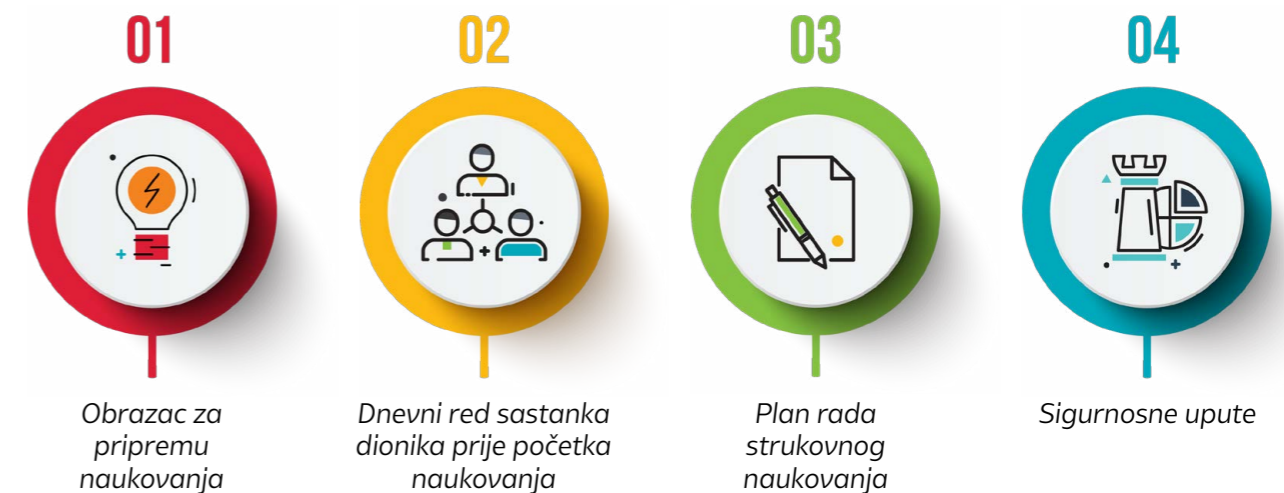 01
Obrazac za
pripremu
naukovanja
02
Dnevni red sastanka
dionika prije početka
naukovanja
03
Plan rada
strukovnog
naukovanja
04
Sigurnosne upute